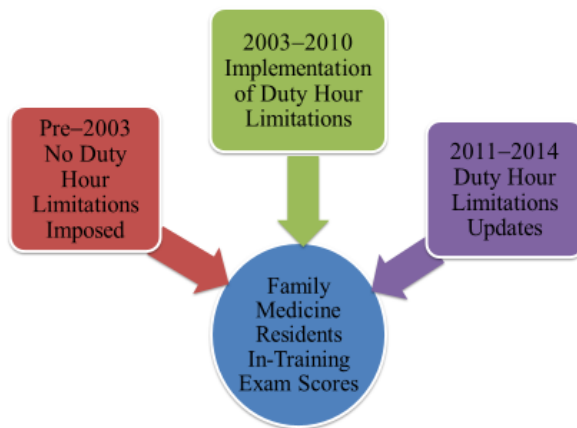 2003–2010
Implementation
of Duty Hour
Limitations
Pre–2003
No Duty
Hour
Limitations
Imposed
2011–2014
Duty Hour
Limitations
Updates
Family
Medicine
Residents
In-Training
Exam Scores